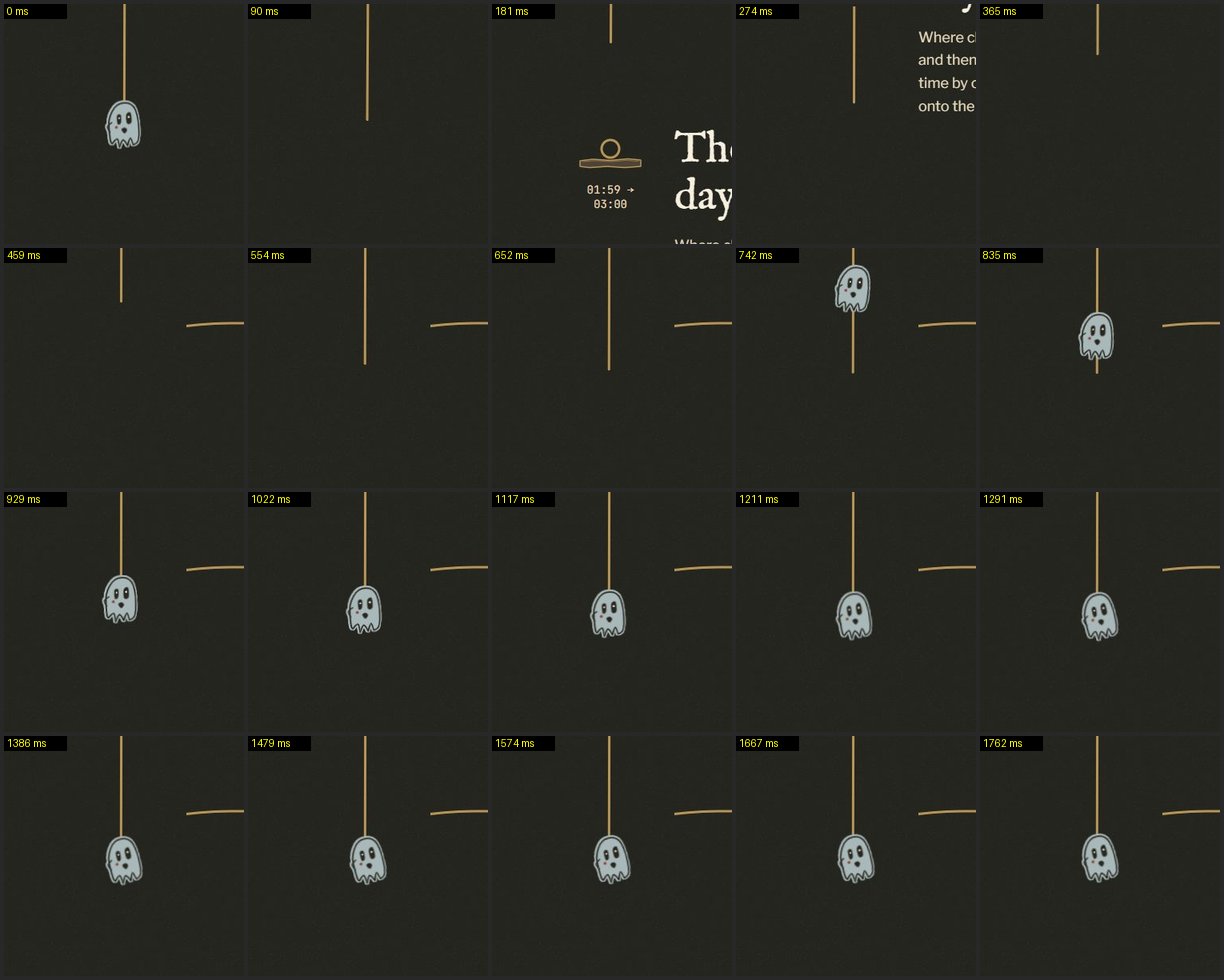 0 ms
90 ms
181 ms
274 ms
365 ms
Where
and then
time by
onto the
The
day
01:59 →
03:00
459 ms
554 ms
652 ms
742 ms
835 ms
929 ms
1022 ms
1117 ms
1211 ms
1291 ms
1386 ms
1479 ms
1574 ms
1667 ms
1762 ms